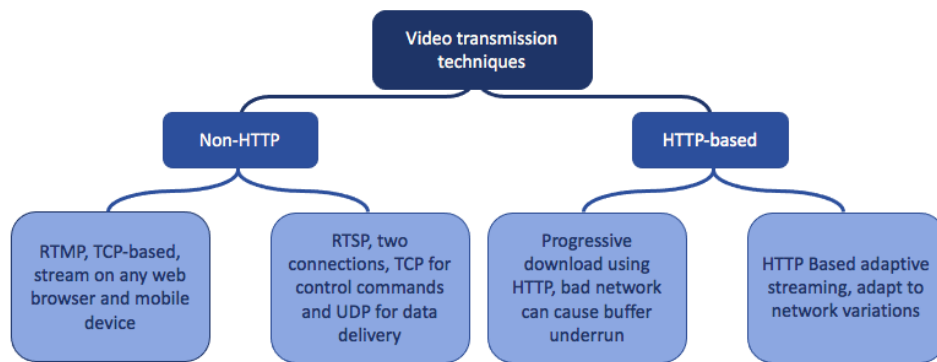 Video transmission
techniques
Non-HTTP
HTTP-based
RTMP, TCP-based,
stream on any web
browser and mobile
device
RTSP, two
connections, TCP for
control commands
and UDP for data
delivery
Progressive
download using
HTTP, bad network
can cause buffer
underrun
HTTP Based adaptive
streaming, adapt to
network variations